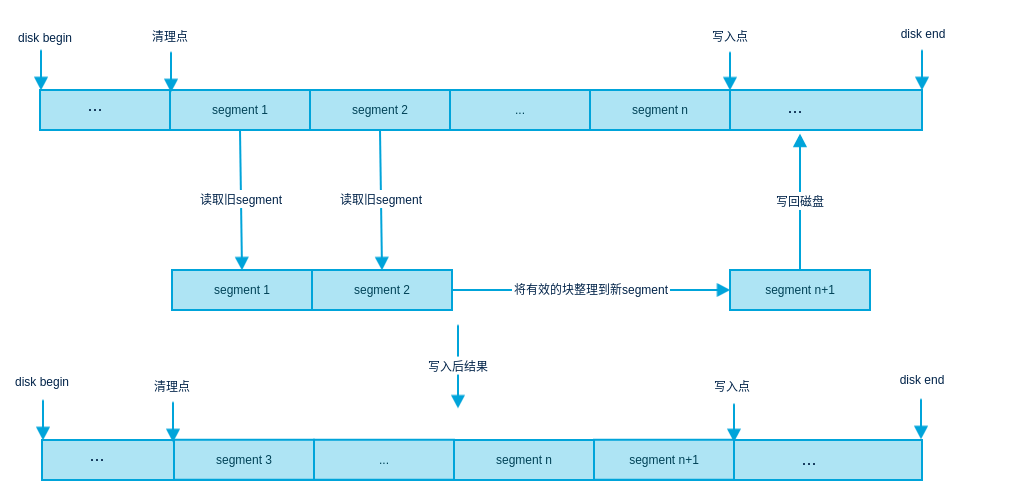 disk begin
清理点
写入点
disk end
...
segment 1
segment 2
...
segment n
...
读取旧segment
读取旧segment
写回磁盘
segment 1
segment 2
将有效的块整理到新segment
segment n+1
写入后结果
disk begin
清理点
写入点
disk end
...
segment 3
...
segment n
segment n+1
...